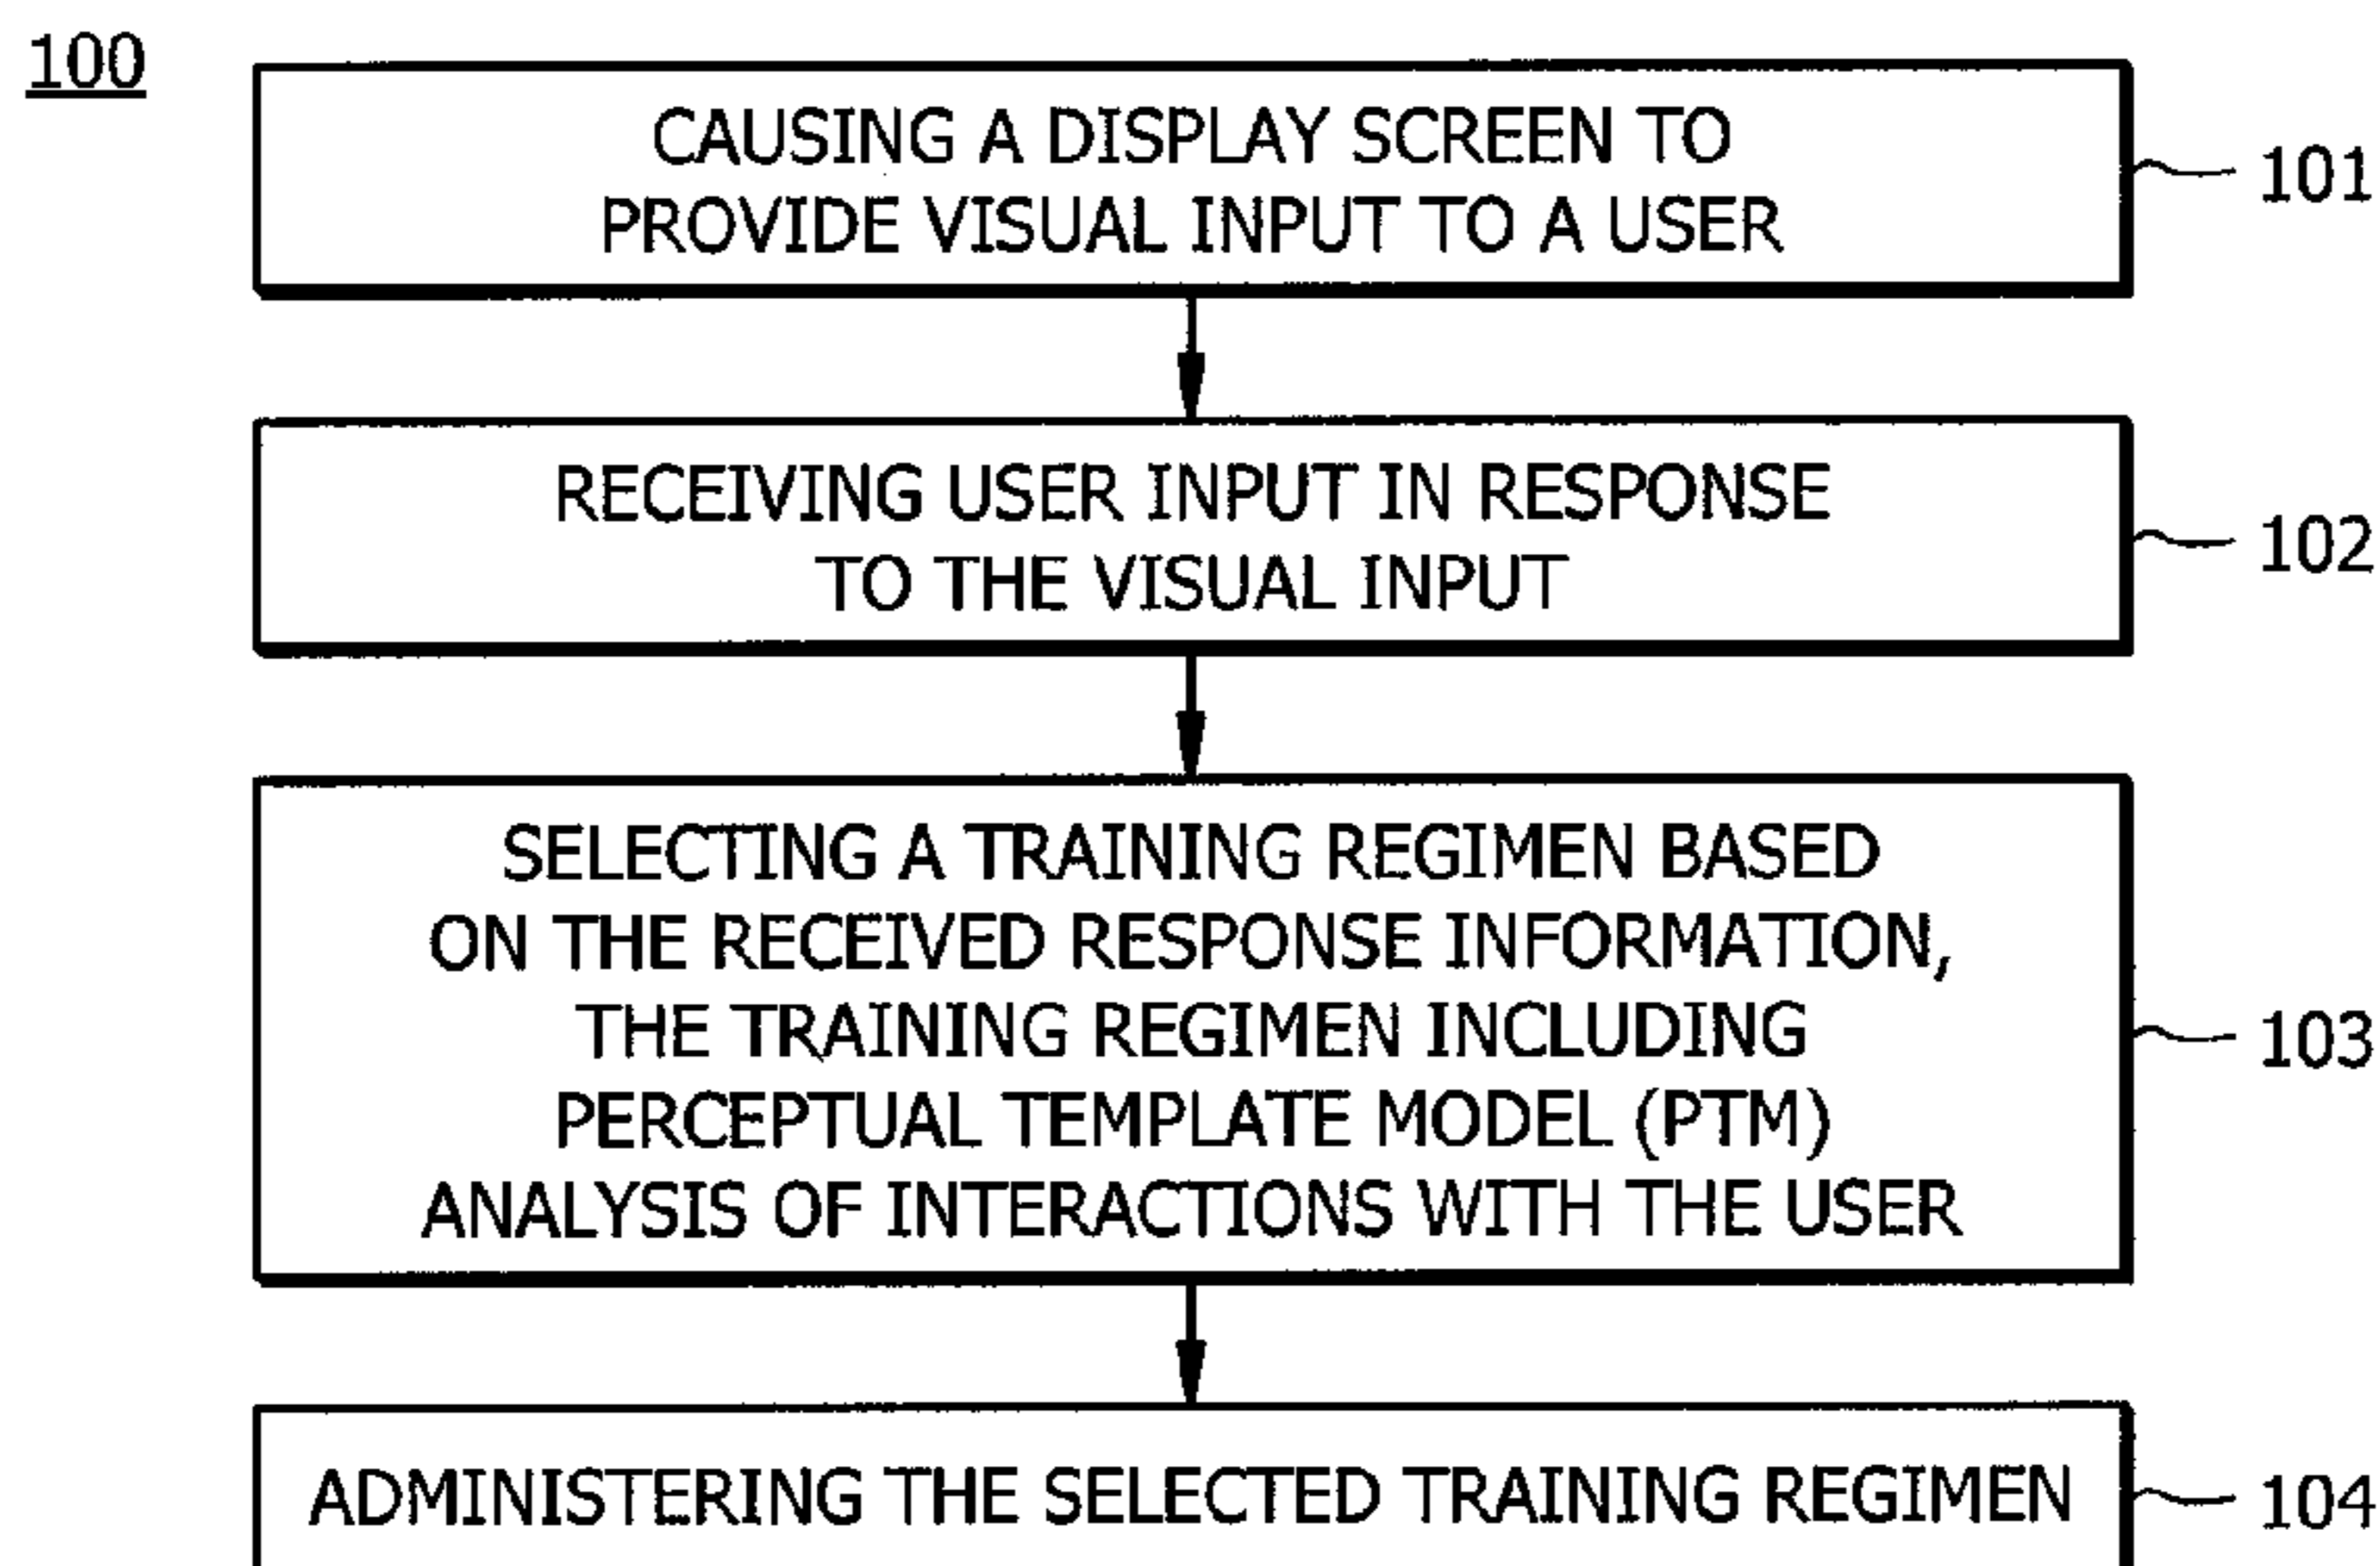 100
CAUSING A DISPLAY SCREEN TO
PROVIDE VISUAL INPUT TO A USER
101
RECEIVING USER INPUT IN RESPONSE
TO THE VISUAL INPUT
102
SELECTING A TRAINING REGIMEN BASED
ON THE RECEIVED RESPONSE INFORMATION,
THE TRAINING REGIMEN INCLUDING
PERCEPTUAL TEMPLATE MODEL (PTM)
ANALYSIS OF INTERACTIONS WITH THE USER
103
ADMINISTERING THE SELECTED TRAINING REGIMEN
104